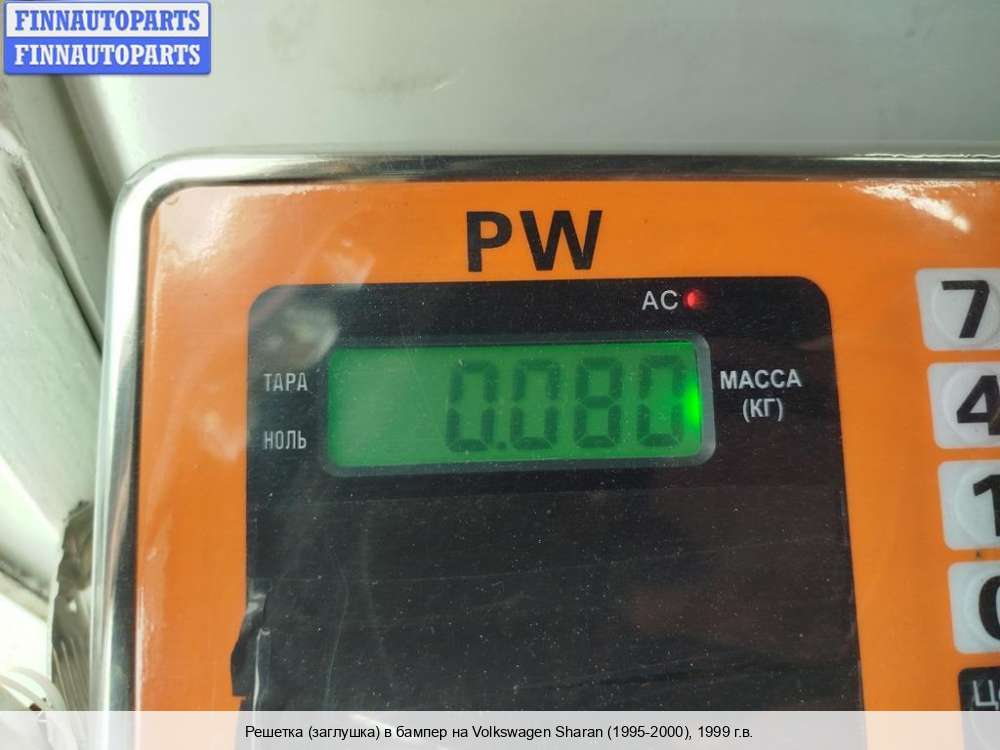 FINNAUTOPARTS
FINNAUTOPARTS
PW
AC
7
ТАРА
0.080
МАССА
(КГ)
4
НОЛЬ
1
Решетка (заглушка) в бампер на Volkswagen Sharan (1995-2000), 1999 г.в.